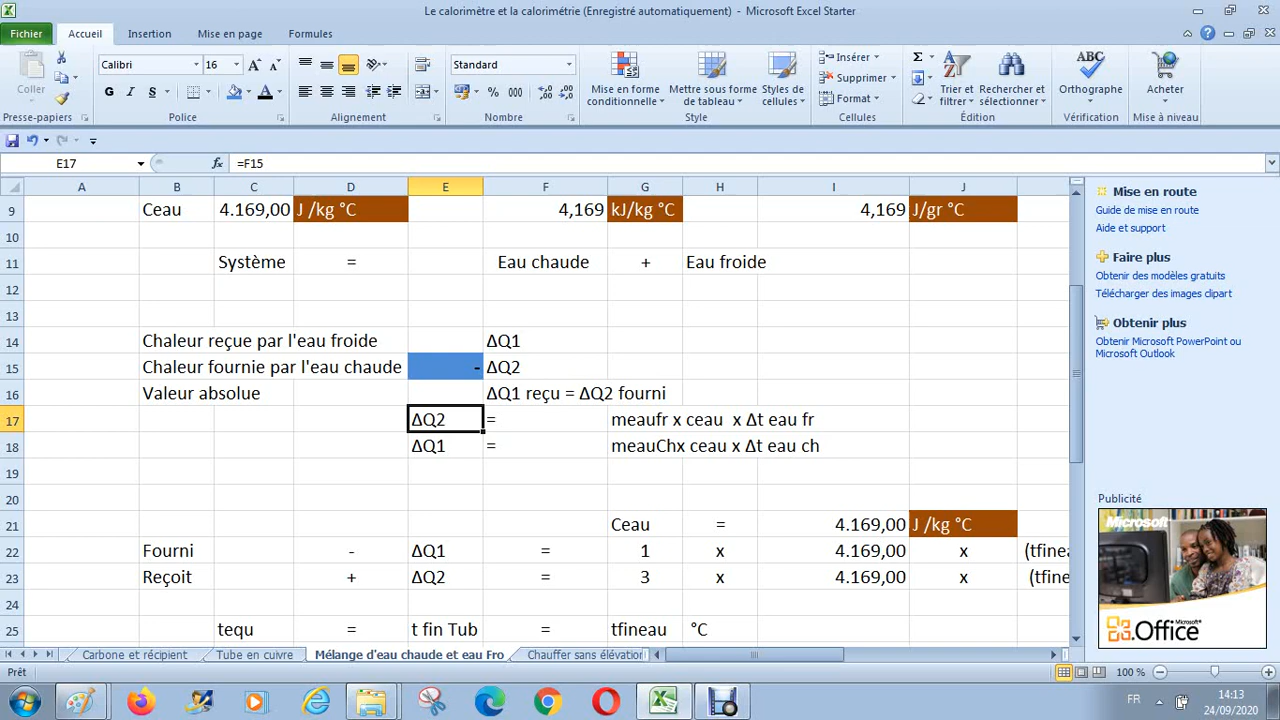 Le calorimètre et la calorimétrie (Enregistré automatiquement) - Microsoft Excel Starter
Fichier Accueil Insertion Mise en page Formules
Calibri 16 Standard Insérer Σ ABC
Coller G I S % 000 Mise en forme conditionnelle Mettre sous forme de tableau Styles de cellules Supprimer Format Trier et filtrer Rechercher et sélectionner Orthographe Acheter
Presse-papiers Police Alignement Nombre Style Cellules Édition Vérification Mise à niveau
E17 fx =F15
A B C D E F G H I J
9 Ceau 4.169,00 J /kg °C 4,169 kJ/kg °C 4,169 J/gr °C
10
11 Système = Eau chaude + Eau froide
12
13
14 Chaleur reçue par l'eau froide ΔQ1
15 Chaleur fournie par l'eau chaude - ΔQ2
16 Valeur absolue ΔQ1 reçu = ΔQ2 fourni
17 ΔQ2 = meaufr x ceau x Δt eau fr
18 ΔQ1 = meauChx ceau x Δt eau ch
19
20
21 Ceau = 4.169,00 J /kg °C
22 Fourni - ΔQ1 = 1 x 4.169,00 x (tfinea
23 Reçoit + ΔQ2 = 3 x 4.169,00 x (tfine
24
25 tequ = t fin Tub = tfineau °C
Mise en route
Guide de mise en route
Aide et support
Faire plus
Obtenir des modèles gratuits
Télécharger des images clipart
Obtenir plus
Obtenir Microsoft PowerPoint ou
Microsoft Outlook
Publicité
Microsoft
Microsoft
Office
Carbone et récipient Tube en cuivre Mélange d'eau chaude et eau Fro Chauffer sans élévation
Prêt 100 %
FR 14:13
24/09/2020